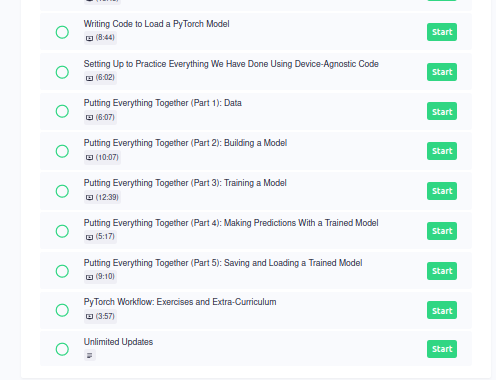 Writing Code to Load a PyTorch Model
Start
(8:44)
Setting Up to Practice Everything We Have Done Using Device-Agnostic Code
Start
(6:02)
Putting Everything Together (Part 1): Data
Start
(6:07)
Putting Everything Together (Part 2): Building a Model
Start
(10:07)
Putting Everything Together (Part 3): Training a Model
Start
(12:39)
Putting Everything Together (Part 4): Making Predictions With a Trained Model
Start
(5:17)
Putting Everything Together (Part 5): Saving and Loading a Trained Model
Start
(9:10)
PyTorch Workflow: Exercises and Extra-Curriculum
Start
(3:57)
Unlimited Updates
Start